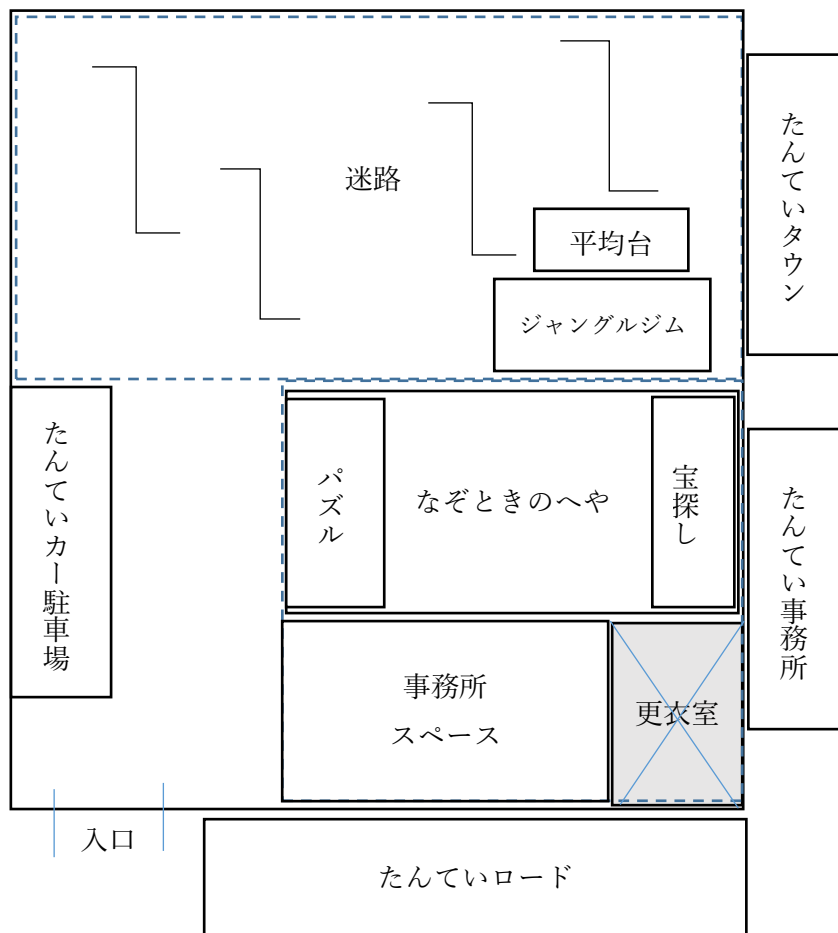 迷路
平均台
ジャングルジム
たんていタウン
たんていカー駐車場
パズル
なぞときのへや
宝探し
たんてい事務所
事務所
スペース
更衣室
入口
たんていロード